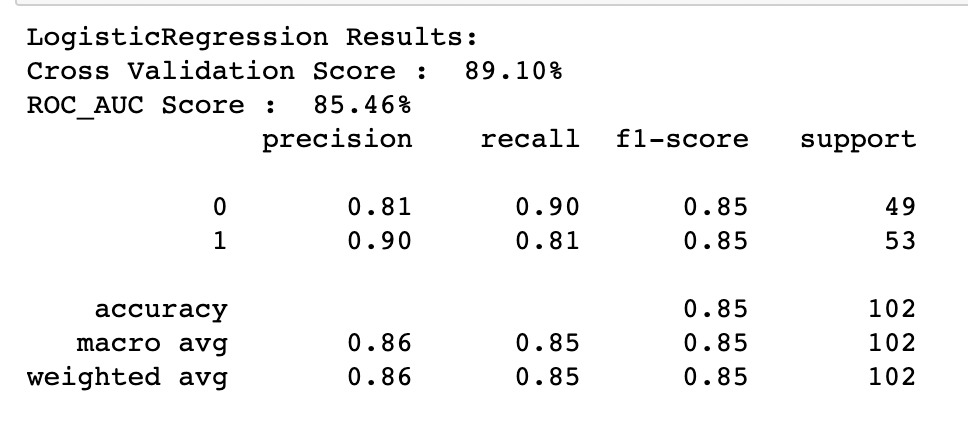 LogisticRegression Results:
Cross Validation Score :  89.10%
ROC_AUC Score :  85.46%
              precision    recall  f1-score   support

           0       0.81      0.90      0.85        49
           1       0.90      0.81      0.85        53

    accuracy                           0.85       102
   macro avg       0.86      0.85      0.85       102
weighted avg       0.86      0.85      0.85       102